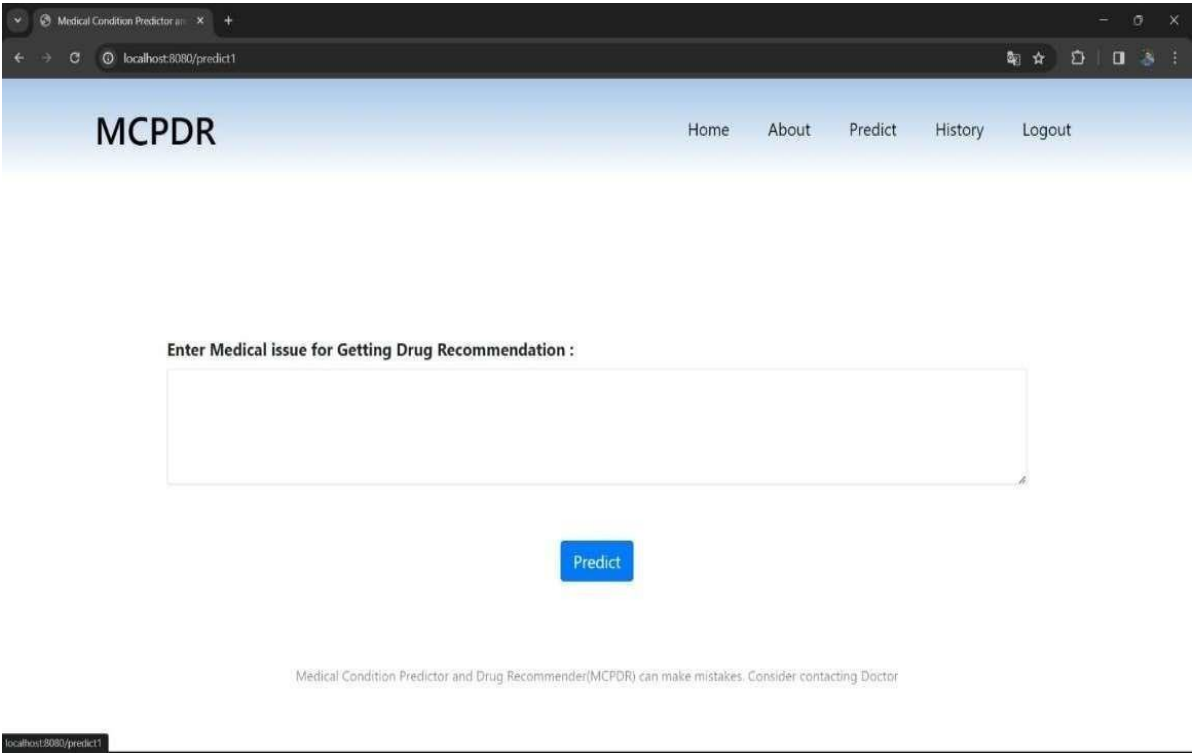 Medical Condition Predictor an
localhost:8080/predict1
MCPDR
Home About Predict History Logout
Enter Medical issue for Getting Drug Recommendation :
Predict
Medical Condition Predictor and Drug Recommender(MCPDR) can make mistakes. Consider contacting Doctor
localhost:8080/predict1